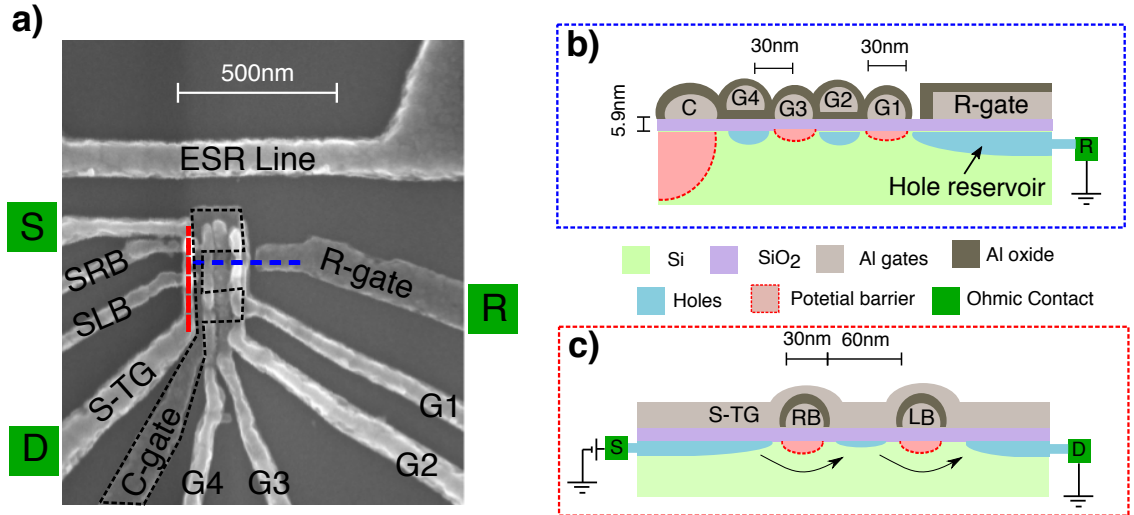 a)
500nm
ESR Line
S
SRB
SLB
R-gate
R
S-TG
D
C-gate
G4
G3
G2
G1
b)
30nm
30nm
5.9nm
C
G4
G3
G2
G1
R-gate
R
Hole reservoir
Si
SiO2
Al gates
Al oxide
Holes
Potetial barrier
Ohmic Contact
c)
30nm
60nm
S-TG
RB
LB
S
D